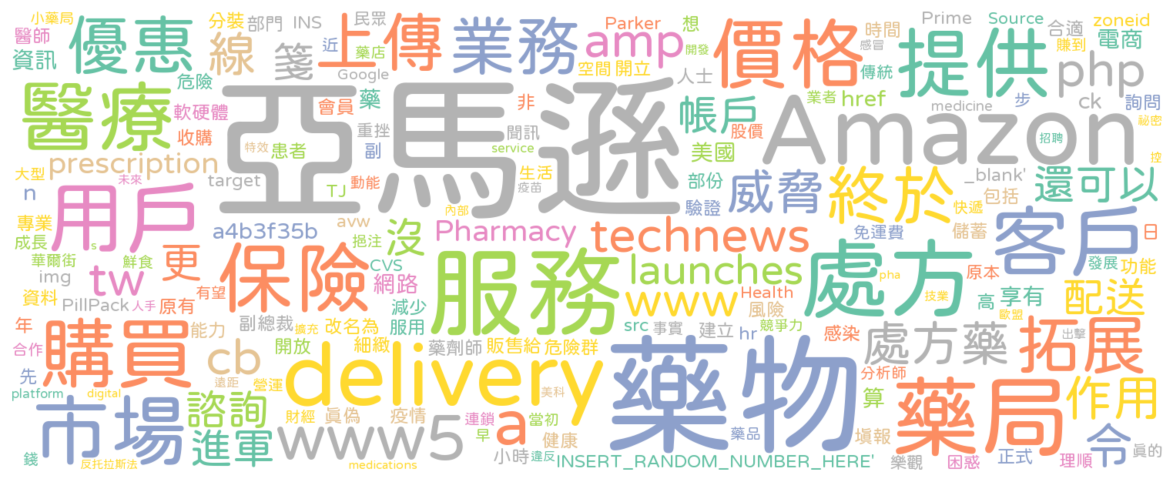 小藥局 分裝 部門 INS 民眾 近 Parker 想 Prime Source 合適 zoneid
醫師 優惠 線 箋 藥店 上傳 業務 amp 開發 時間 感冒 價格 提供 賺到 電商
資訊 危險 Google 空間 開立 人士 傳統 php
醫療 軟硬體 會員 藥 非 帳戶 業者 href medicine 步 ck 詢問
收購 重挫 副 聞訊 股價 Amazon 秘密
亞馬遜
prescription 特效 患者 service 美國 招聘 控
大型 未來 target TJ 動能 生活 疫苗 部份 威脅 終於 _blank' 包括 還可以
n 用戶 avw 內部 驗證 快遞
專業 a4b3f35b 沒 Pharmacy technews 免運費 儲蓄 客戶 日
成長 s 更 挹注
華爾街 鮮食 保險 CVS 服務 launches 處方 原本 發展 功能
img tw 網路 pha 享有 配送
資料 PillPack 人手 原有 有望 減少 www Health 風險 高 技業 歐盟
年 購買 能力 副總裁 改名為 服用 src 事實 建立 hr 競爭力 感染 處方藥 出擊 拓展
合作 cb 擴充 開放 細緻 藥劑師 販售給 危險群
先 遠距 delivery 美科 藥物 分析師 藥局 作用
platform digital 營運 算
市場 諮詢 財經 真偽 疫情 連鎖 當初 藥品 填報 令
進軍 www5 早 a 健康
錢 反托拉斯法 medications 小時 違反 INSERT_RANDOM_NUMBER_HERE' 樂觀 困惑 正式 理順 真的